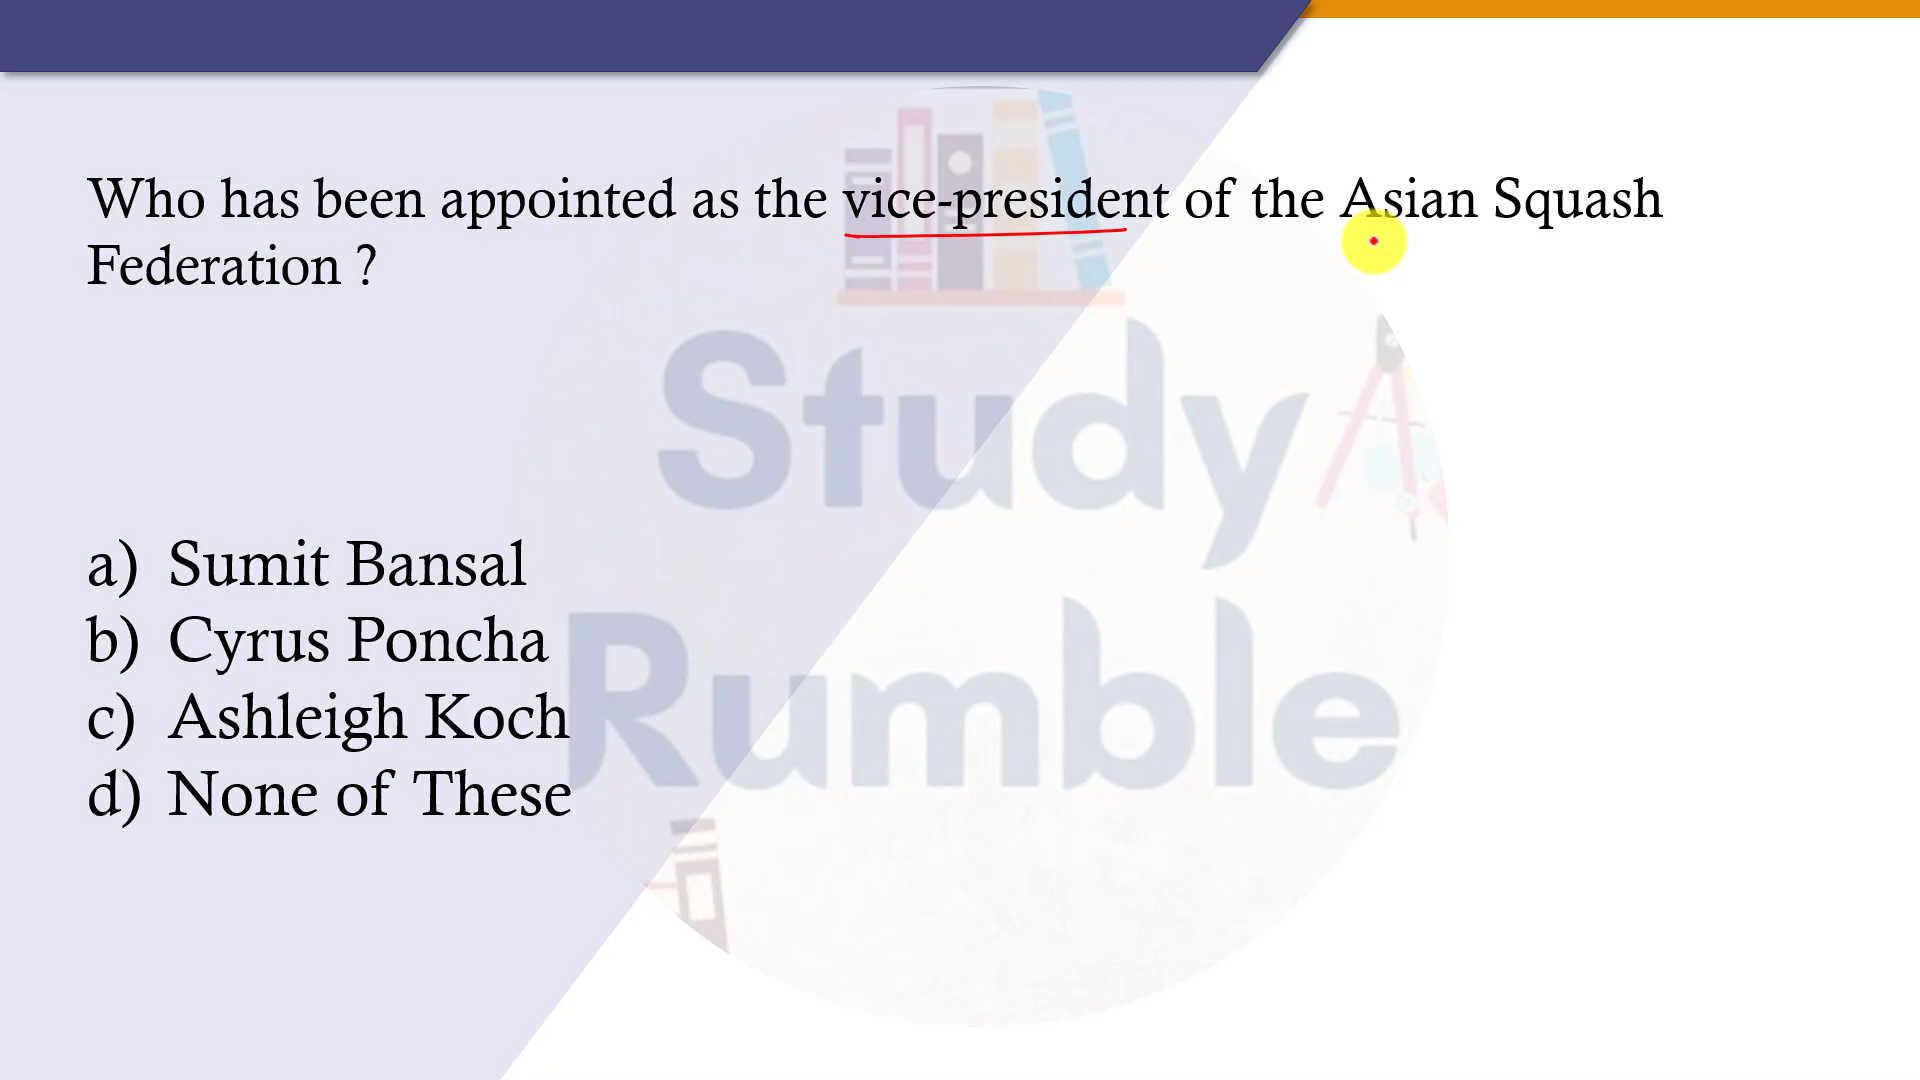 Who has been appointed as the vice-president of the Asian Squash
Federation ?
Study
Rumble
a) Sumit Bansal
b) Cyrus Poncha
c) Ashleigh Koch
d) None of These